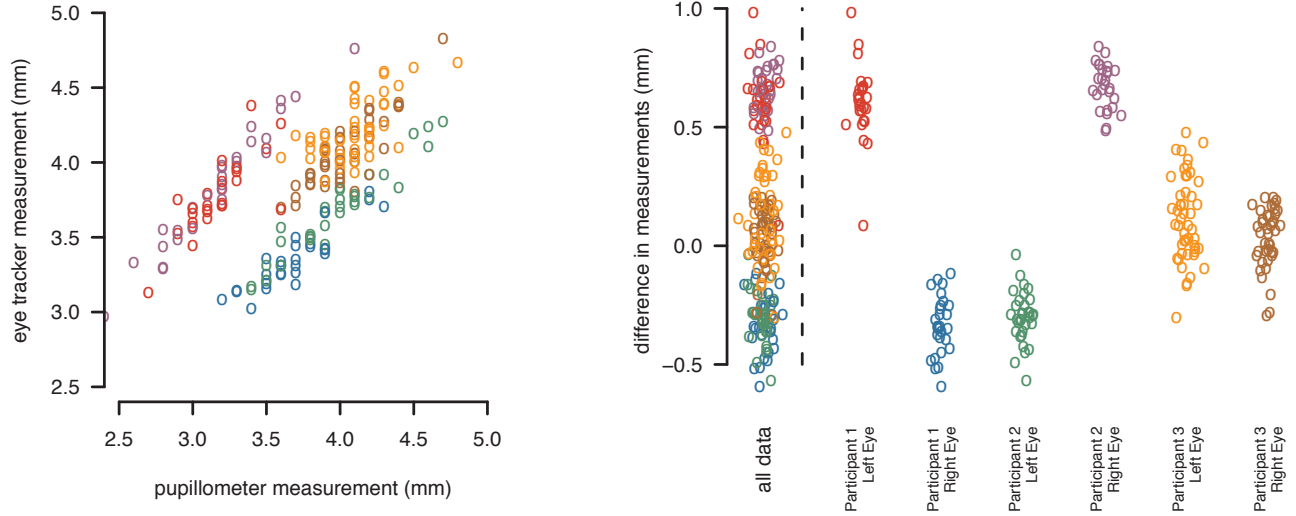 5.0
4.5
4.0
3.5
3.0
2.5
eye tracker measurement (mm)
2.5 3.0 3.5 4.0 4.5 5.0
pupillometer measurement (mm)
1.0
0.5
0.0
−0.5
difference in measurements (mm)
all data
Participant 1
Left Eye
Participant 1
Right Eye
Participant 2
Left Eye
Participant 2
Right Eye
Participant 3
Left Eye
Participant 3
Right Eye